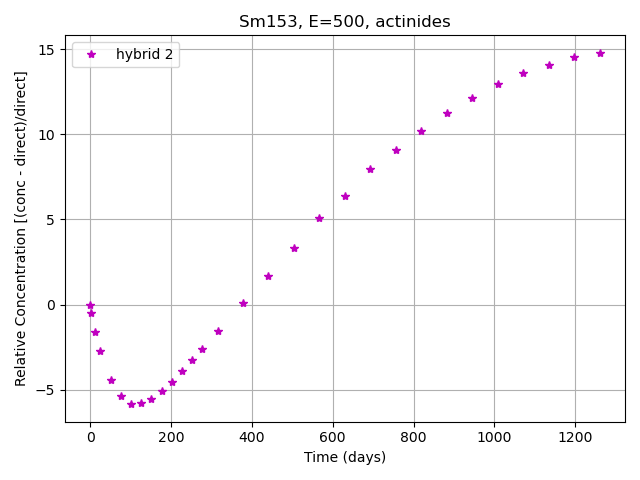 Sm153, E=500, actinides
hybrid 2
Relative Concentration [(conc - direct)/direct]
15
10
5
0
−5
0 200 400 600 800 1000 1200
Time (days)